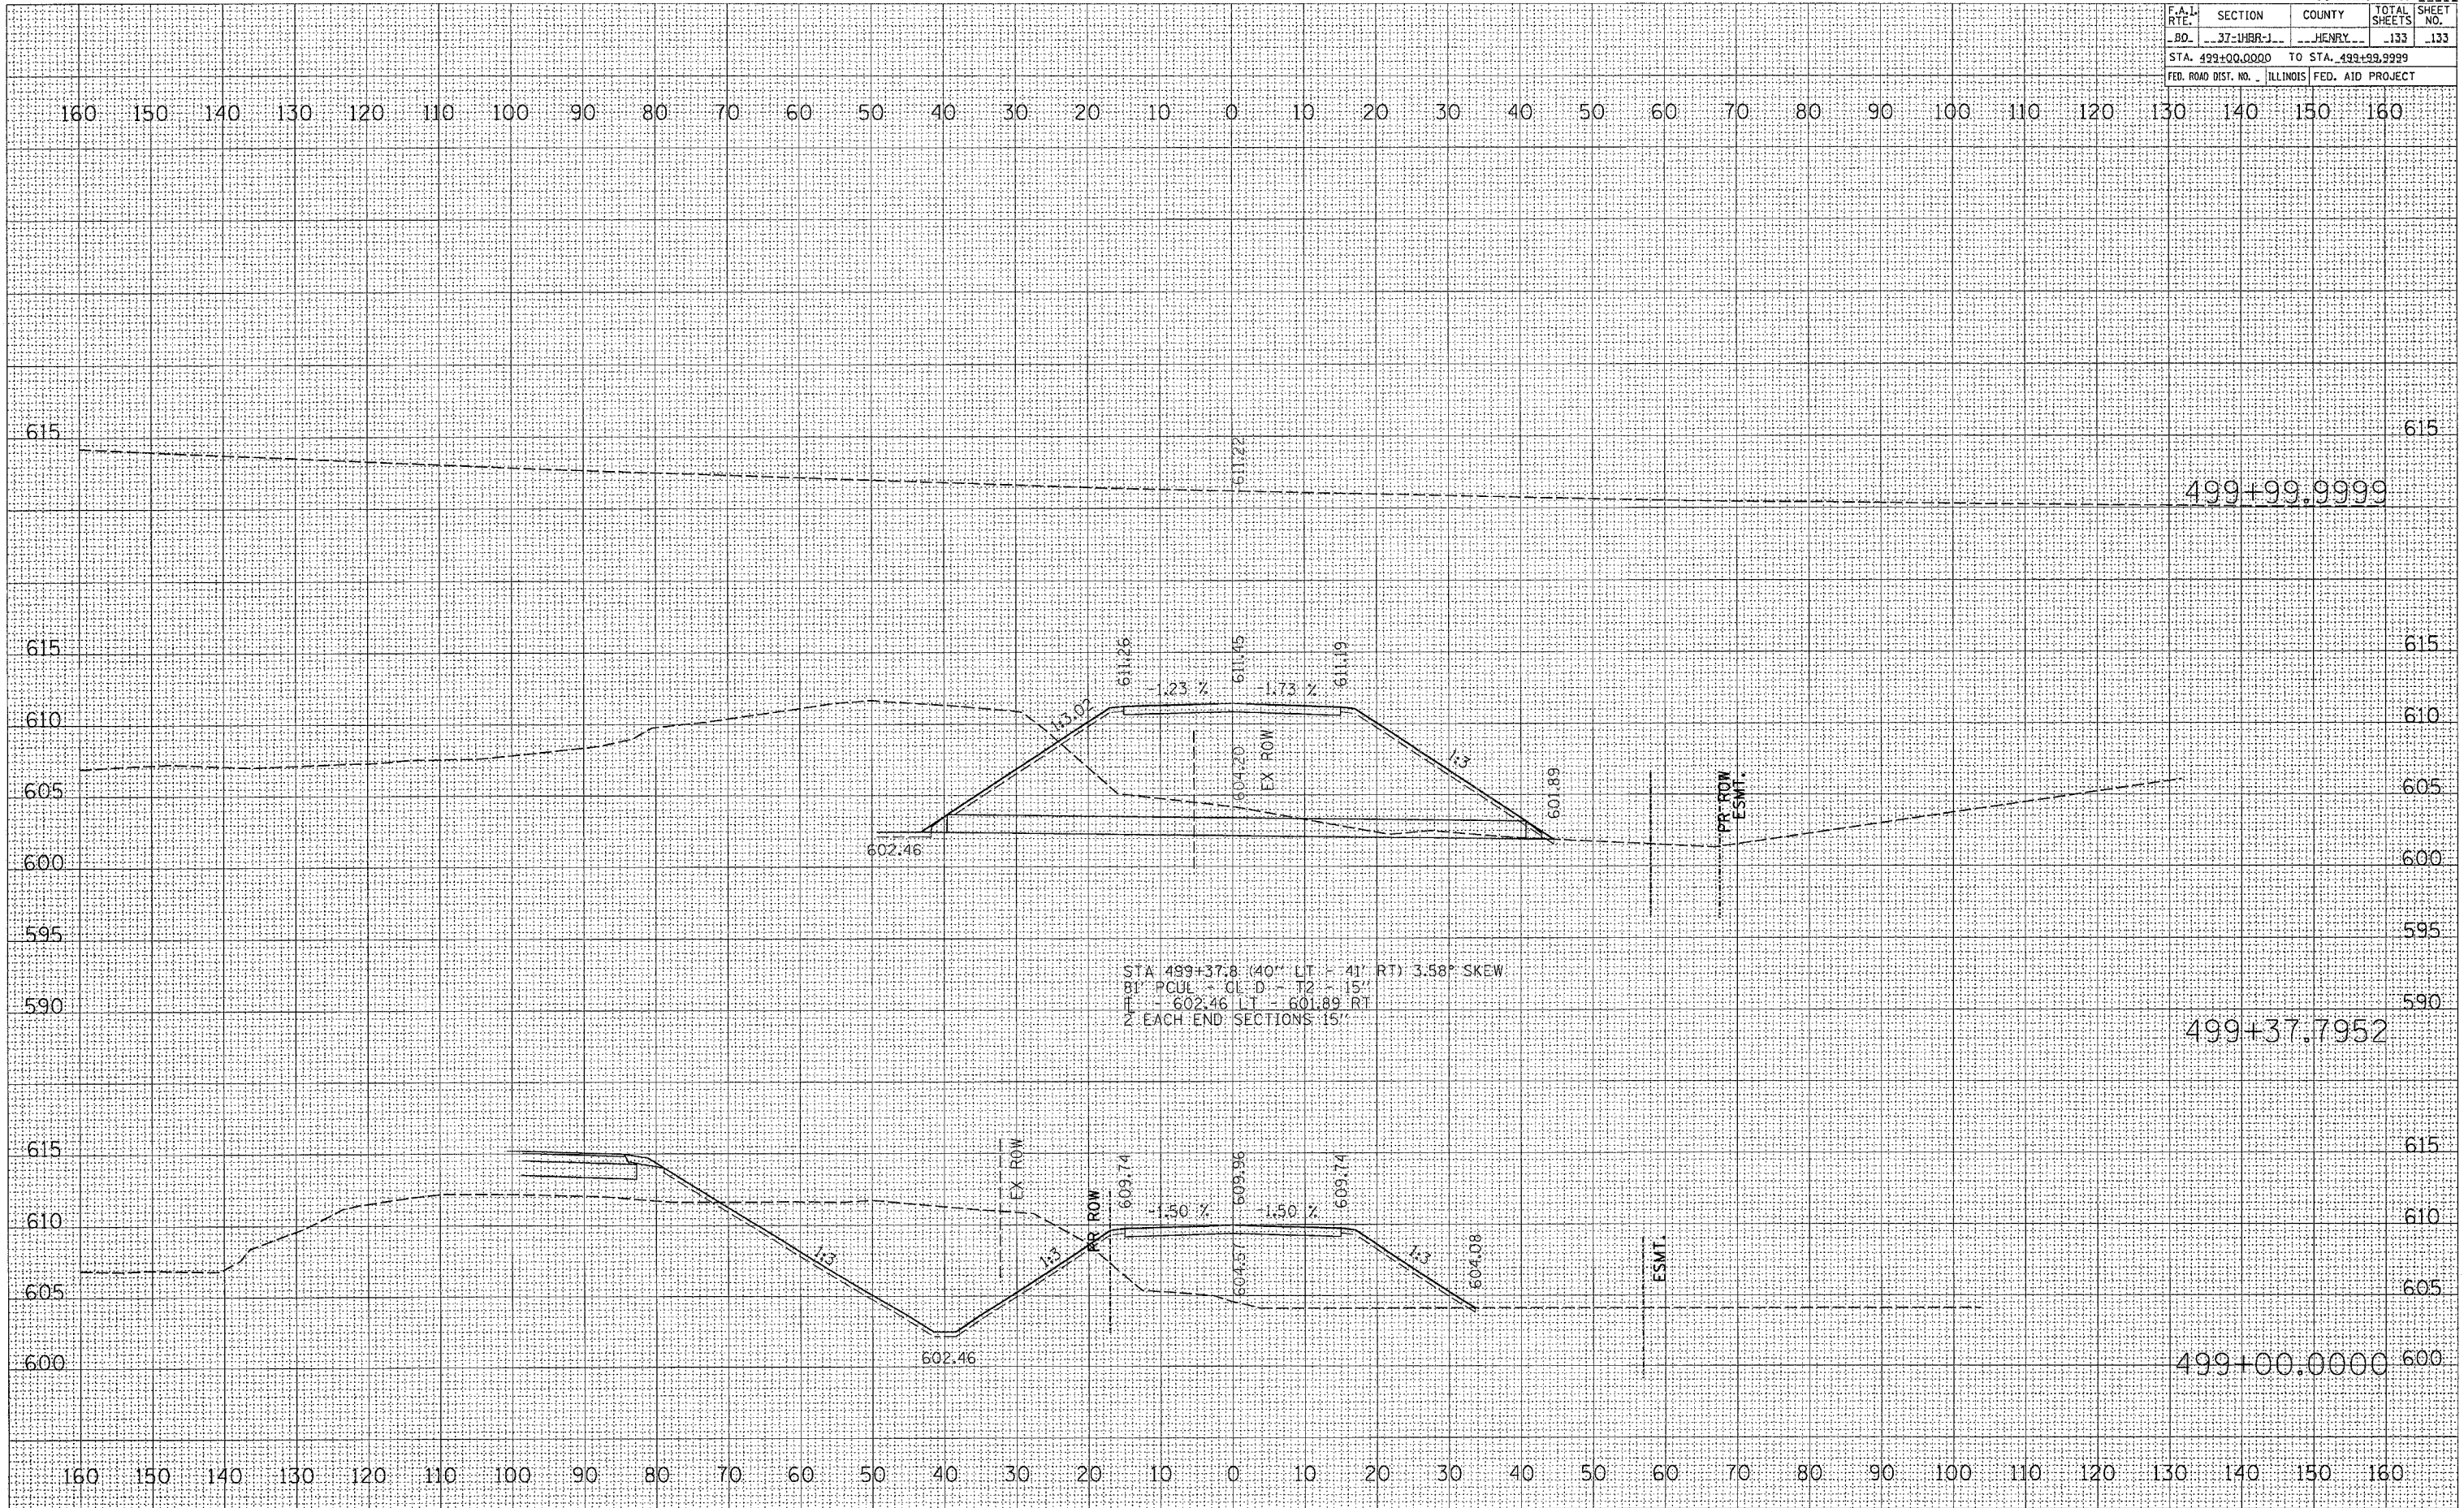 F.A.I. RTE. SECTION COUNTY TOTAL SHEETS SHEET NO.
80 37-1HBR-1 HENRY 133 133
STA. 499+00.0000 TO STA. 499+99.9999
FED. ROAD DIST. NO. ILLINOIS FED. AID PROJECT
160 150 140 130 120 110 100 90 80 70 60 50 40 30 20 10 0 10 20 30 40 50 60 70 80 90 100 110 120 130 140 150 160
615 611.22 615
499+99.9999
615 611.26 611.45 611.19 615
-1.23 % -1.73 %
610 1:3.02 610
604.20 EX ROW 1:3
605 601.89 PR ROW ESMT. 605
602.46
600 600
595 595
STA 499+37.8 (40'' LT - 41' RT) 3.58° SKEW
81' PCUL - CL D - T2 - 15''
- 602.46 LT - 601.89 RT
2 EACH END SECTIONS 15''
590 590
499+37.7952
615 EX ROW 609.74 609.96 609.74 615
PR ROW -1.50 % -1.50 %
610 610
1:3 1:3 604.57 1:3 604.08 ESMT.
605 605
602.46
600 499+00.0000 600
160 150 140 130 120 110 100 90 80 70 60 50 40 30 20 10 0 10 20 30 40 50 60 70 80 90 100 110 120 130 140 150 160